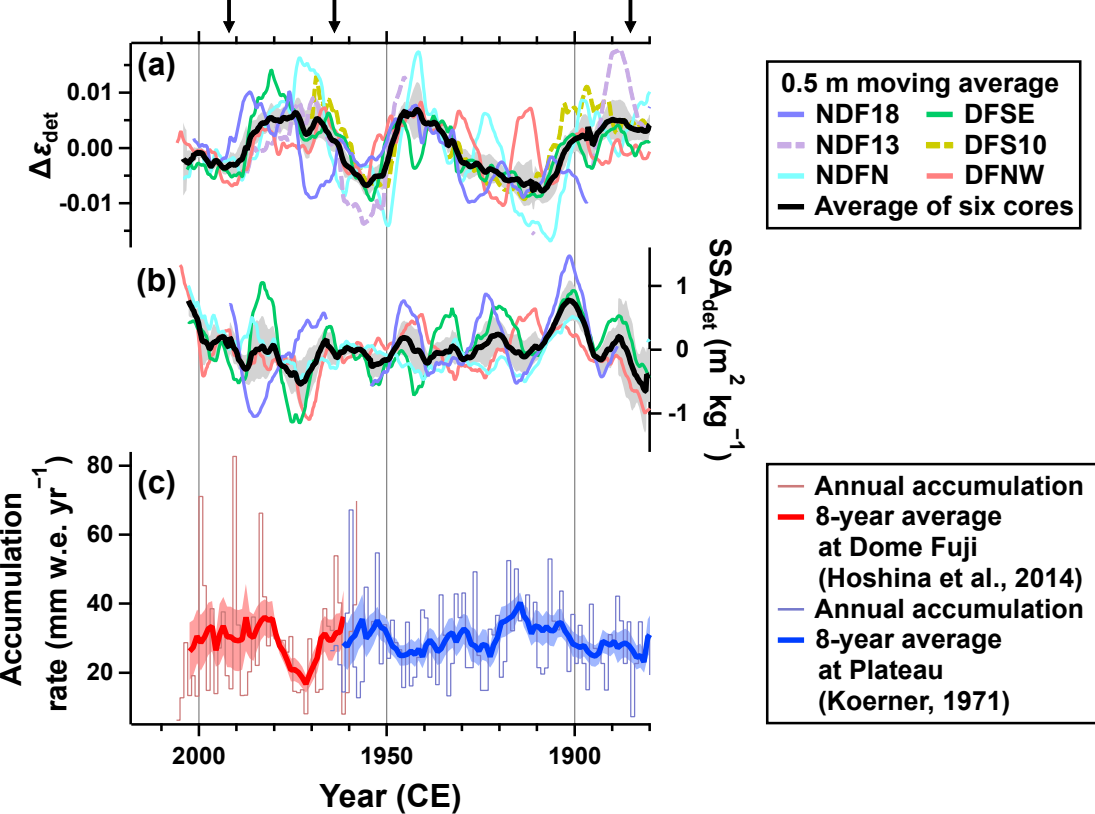 (a)
0.01
0.00
-0.01
Δε_det
0.5 m moving average
NDF18
DFSE
NDF13
DFS10
NDFN
DFNW
Average of six cores
(b)
1
0
-1
SSA_det (m² kg⁻¹)
(c)
80
60
40
20
Accumulation
rate (mm w.e. yr⁻¹)
Annual accumulation
8-year average
at Dome Fuji
(Hoshina et al., 2014)
Annual accumulation
8-year average
at Plateau
(Koerner, 1971)
2000
1950
1900
Year (CE)